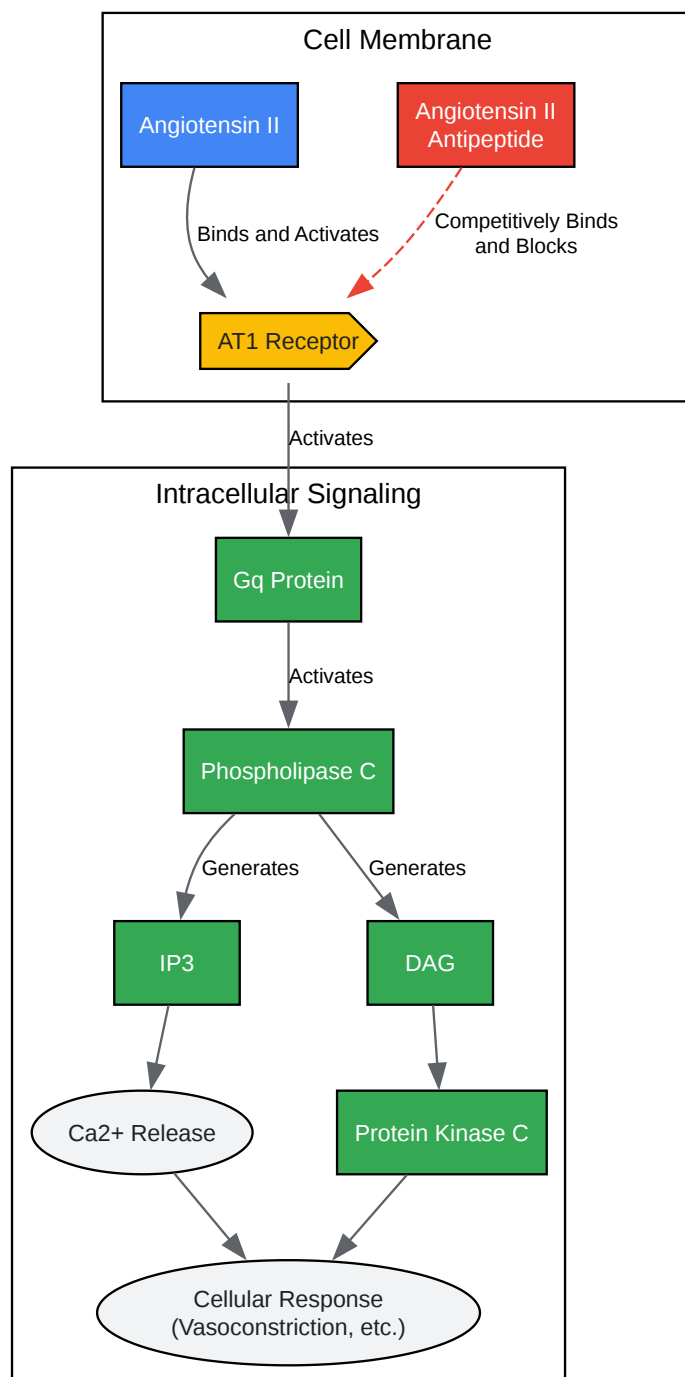 Cell Membrane
Angiotensin II
Angiotensin II
Antipeptide
Binds and Activates
Competitively Binds
and Blocks
AT1 Receptor
Activates
Intracellular Signaling
Gq Protein
Activates
Phospholipase C
Generates
Generates
IP3
DAG
Ca2+ Release
Protein Kinase C
Cellular Response
(Vasoconstriction, etc.)